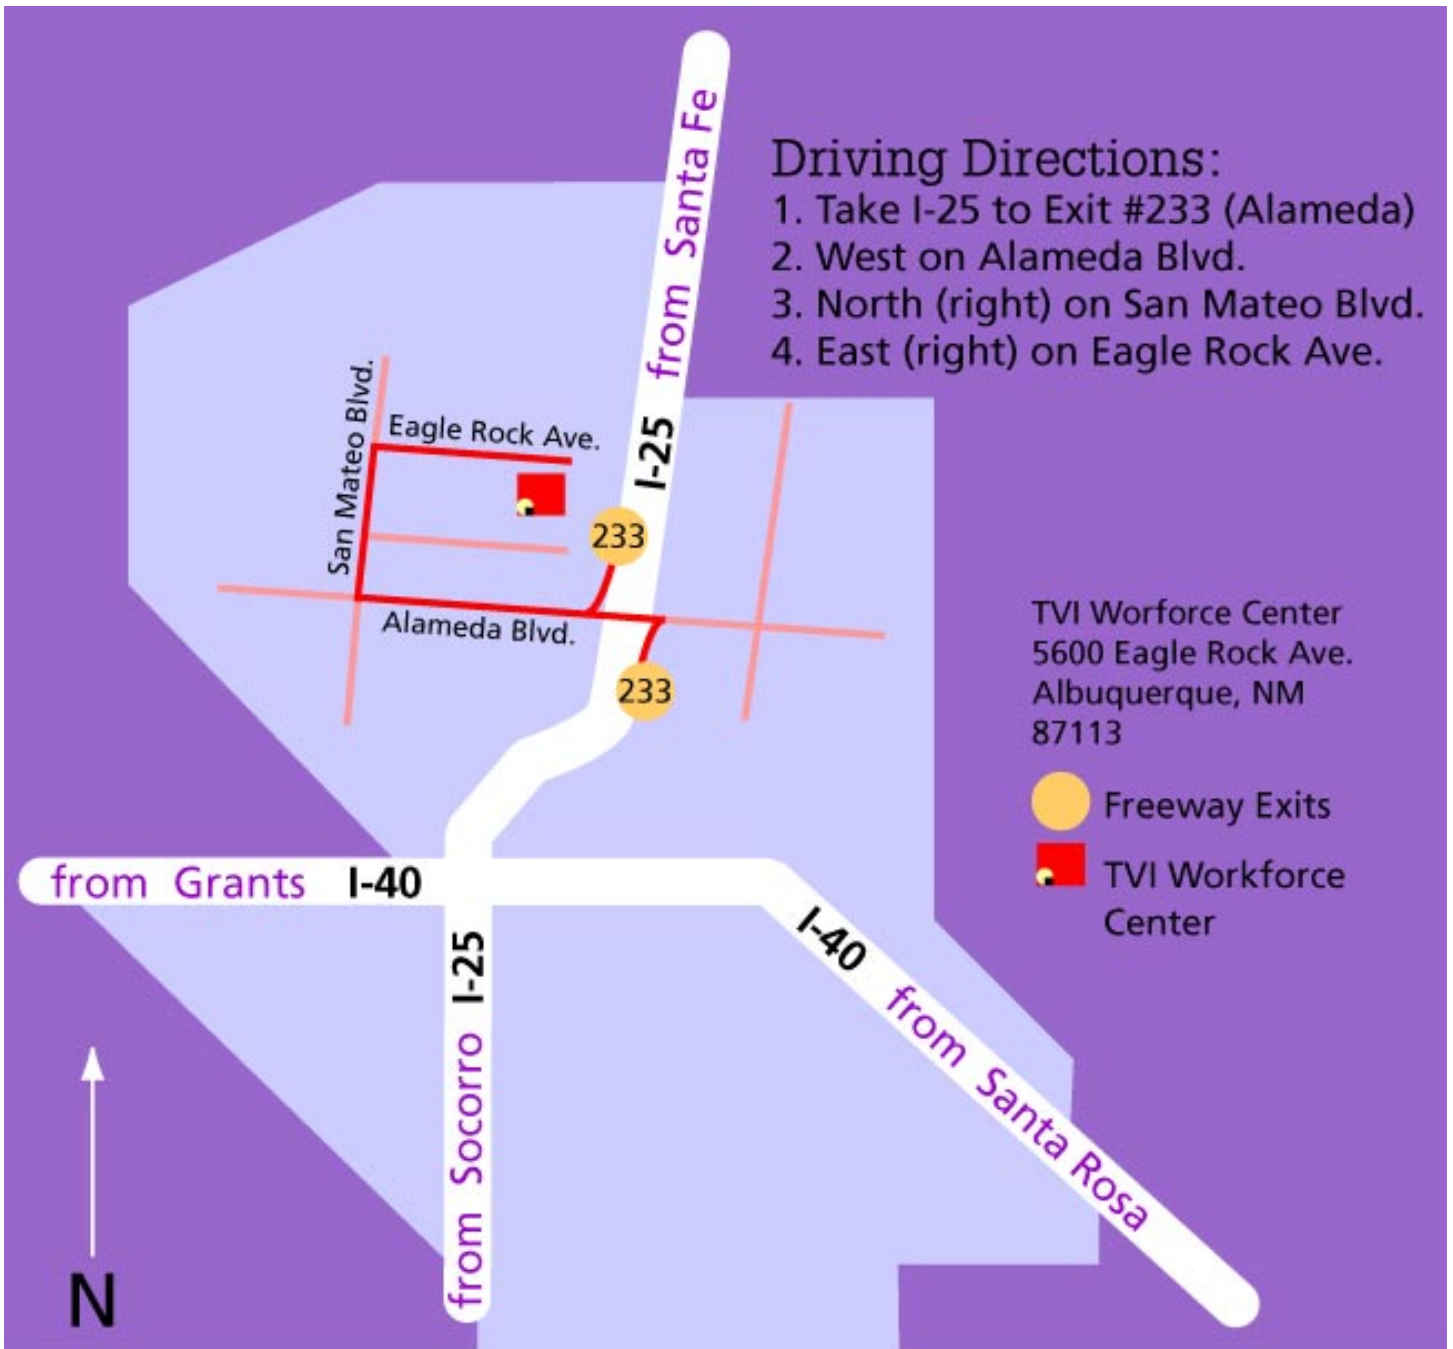 from Santa Fe
Driving Directions:
1. Take I-25 to Exit #233 (Alameda)
2. West on Alameda Blvd.
3. North (right) on San Mateo Blvd.
4. East (right) on Eagle Rock Ave.
San Mateo Blvd.
Eagle Rock Ave.
I-25
233
Alameda Blvd.
233
TVI Worforce Center
5600 Eagle Rock Ave.
Albuquerque, NM
87113
Freeway Exits
TVI Workforce
Center
from Grants I-40
I-40 from Santa Rosa
from Socorro I-25
N